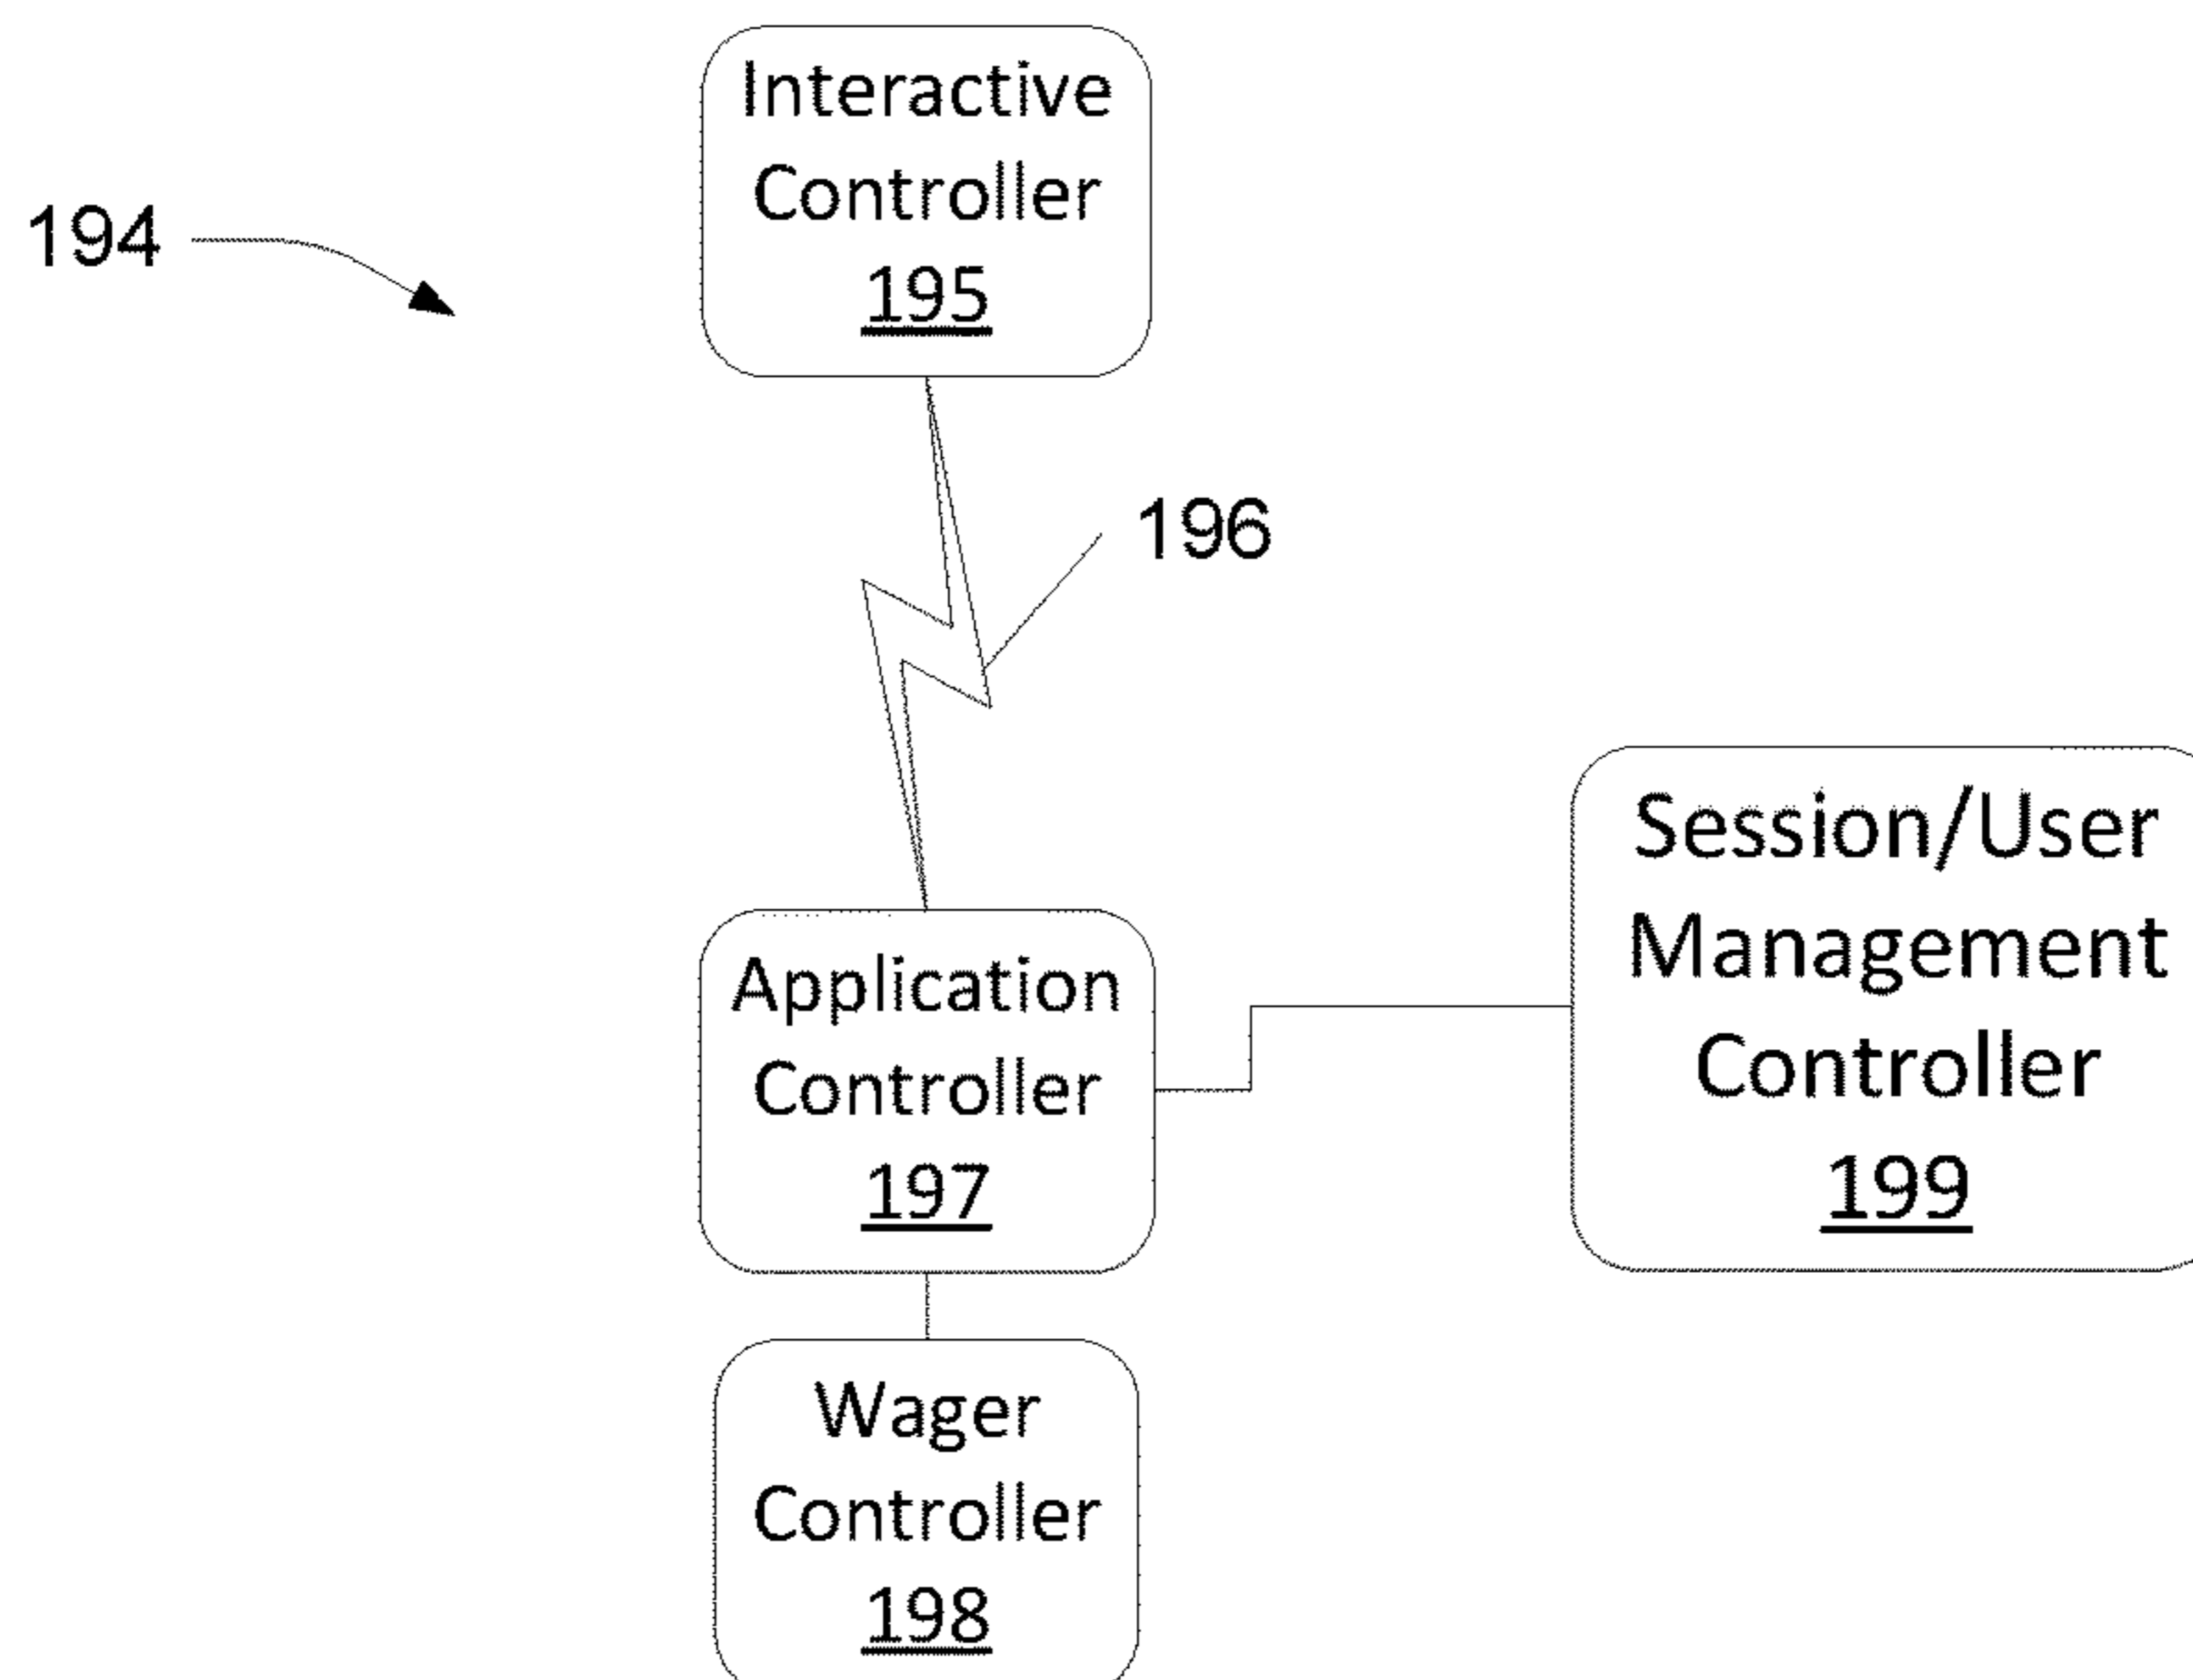 Interactive
Controller
195
194
196
Application
Controller
197
Session/User
Management
Controller
199
Wager
Controller
198